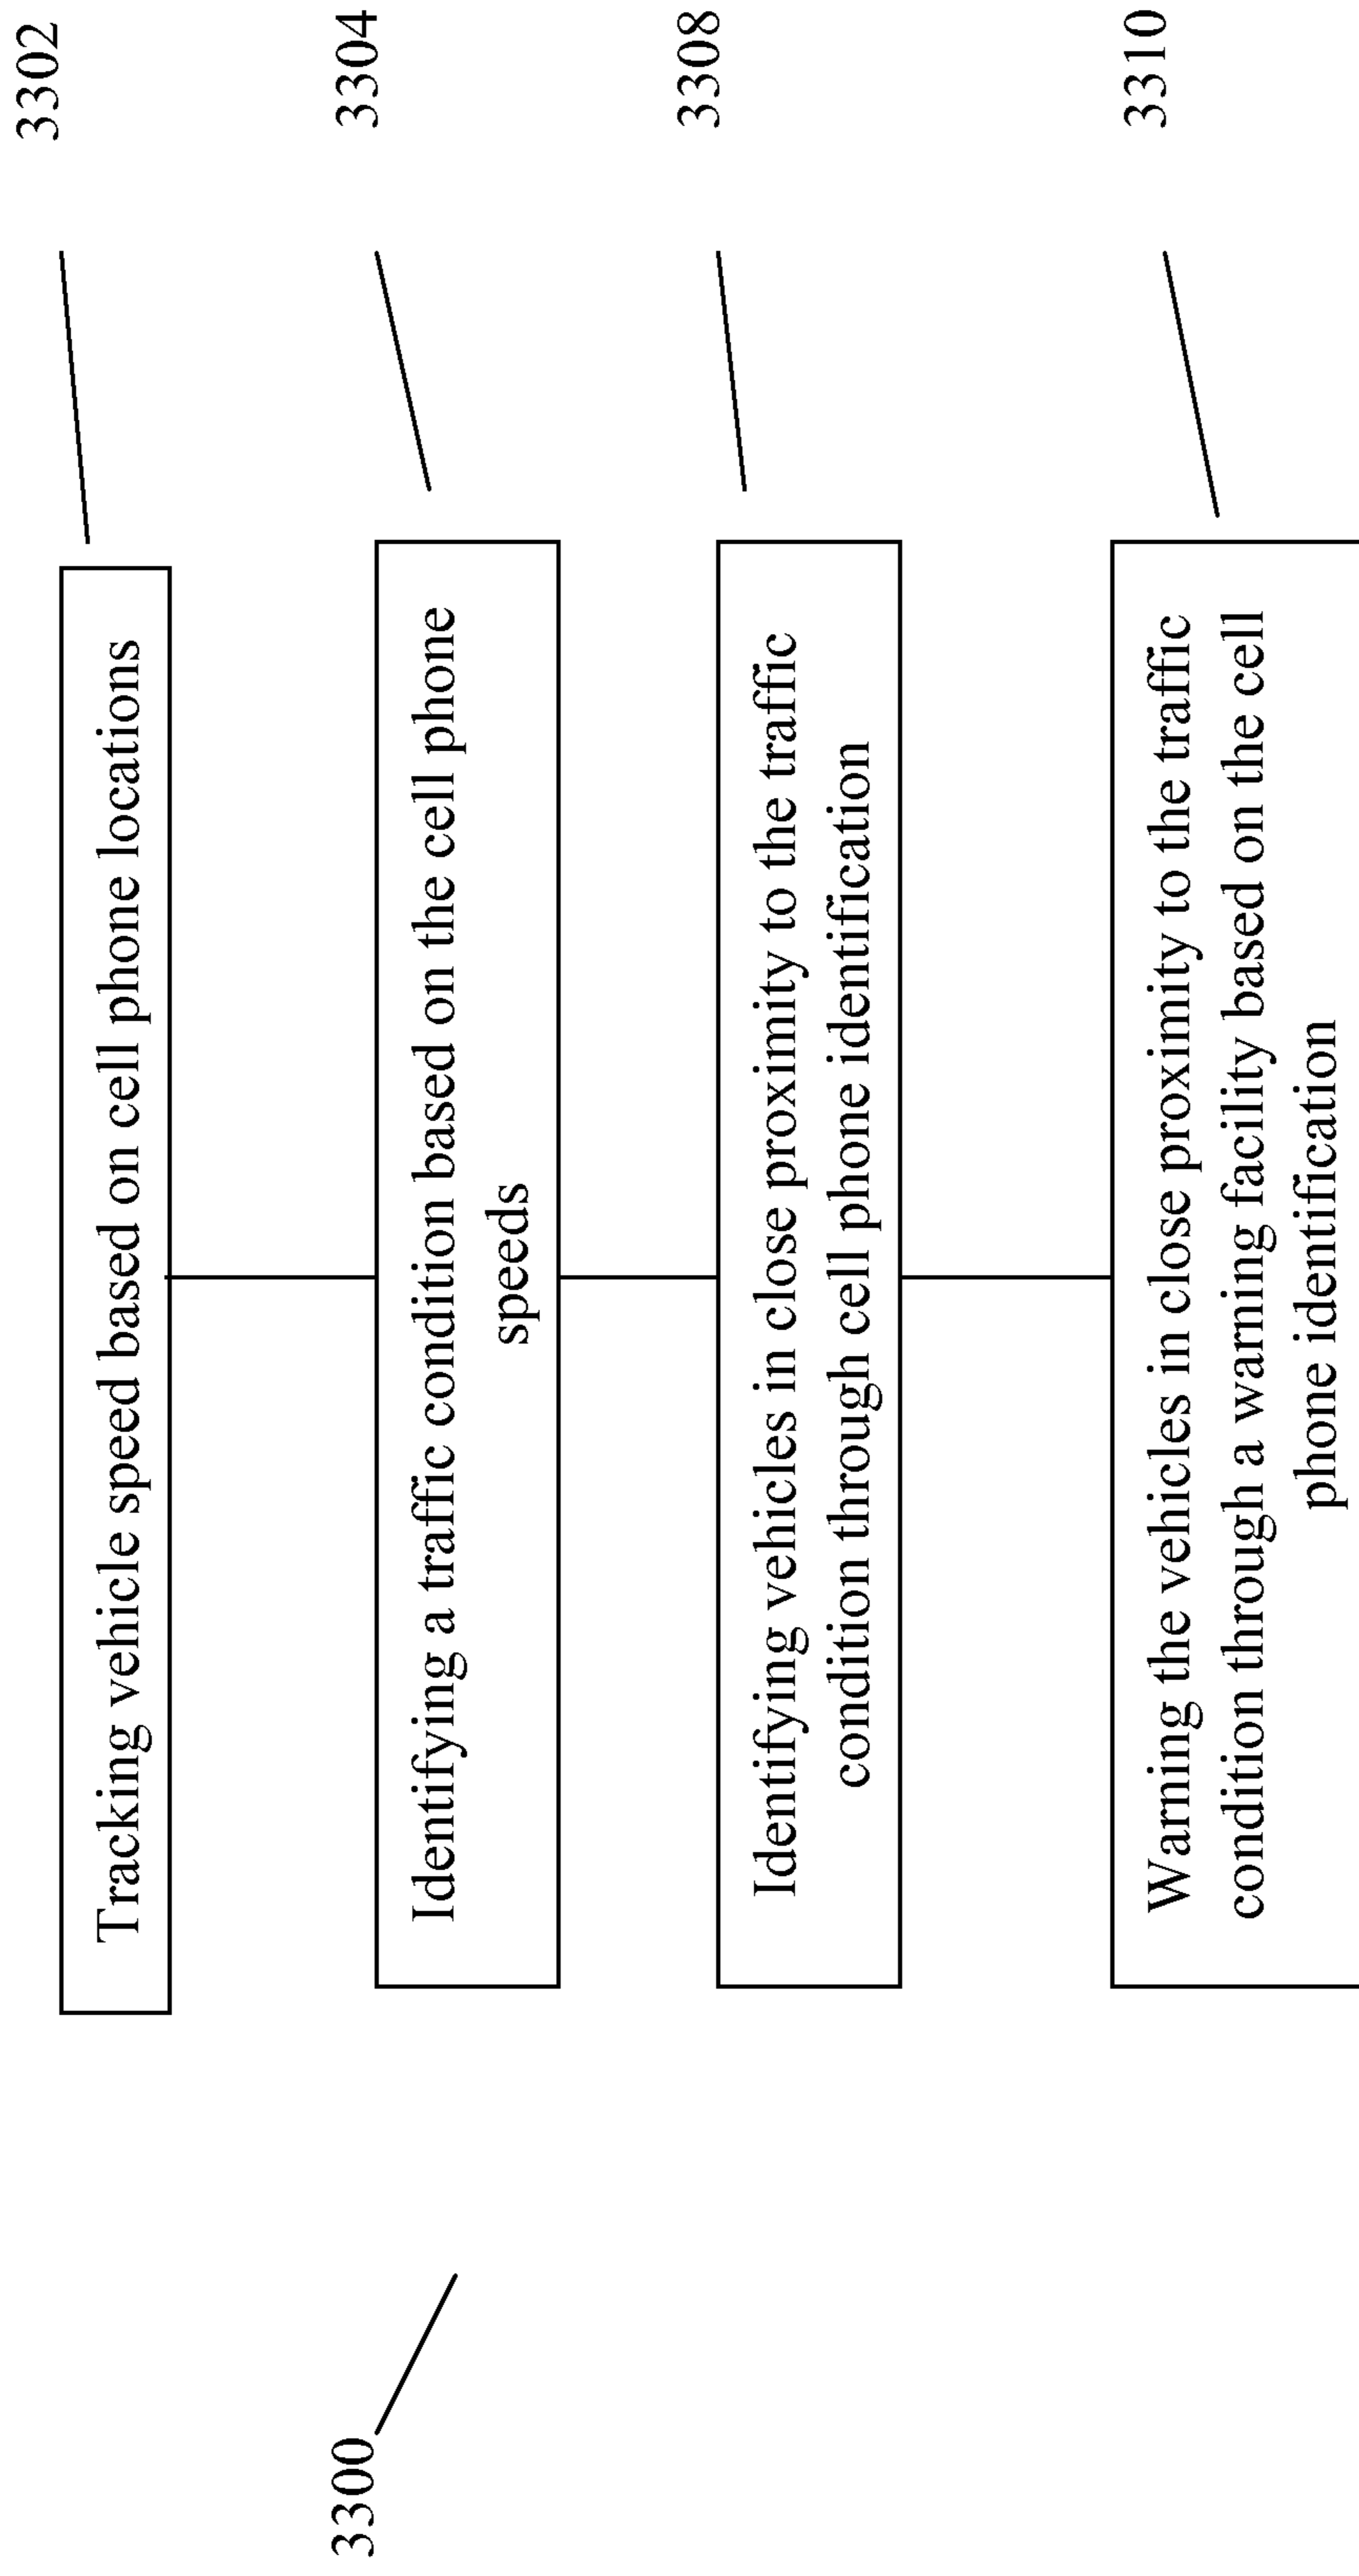 3302
Tracking vehicle speed based on cell phone locations
3304
Identifying a traffic condition based on the cell phone
speeds
3308
Identifying vehicles in close proximity to the traffic
condition through cell phone identification
3310
Warning the vehicles in close proximity to the traffic
condition through a warning facility based on the cell
phone identification
3300